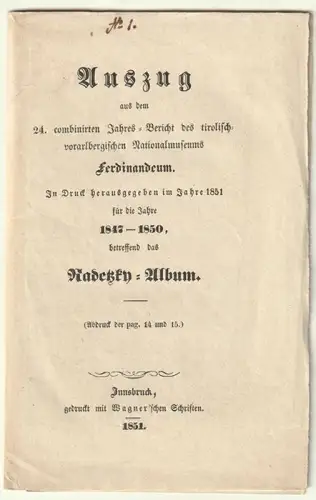 No 1.
Auszug
aus dem
24. combinirten Jahres-Bericht des tirolisch-
vorarlbergischen Nationalmuseums
Ferdinandeum.
In Druck herausgegeben im Jahre 1851
für die Jahre
1847–1850,
betreffend das
Radetzky-Album.
(Abdruck der pag. 14 und 15.)
Innsbruck,
gedruckt mit Wagner'schen Schriften.
1851.